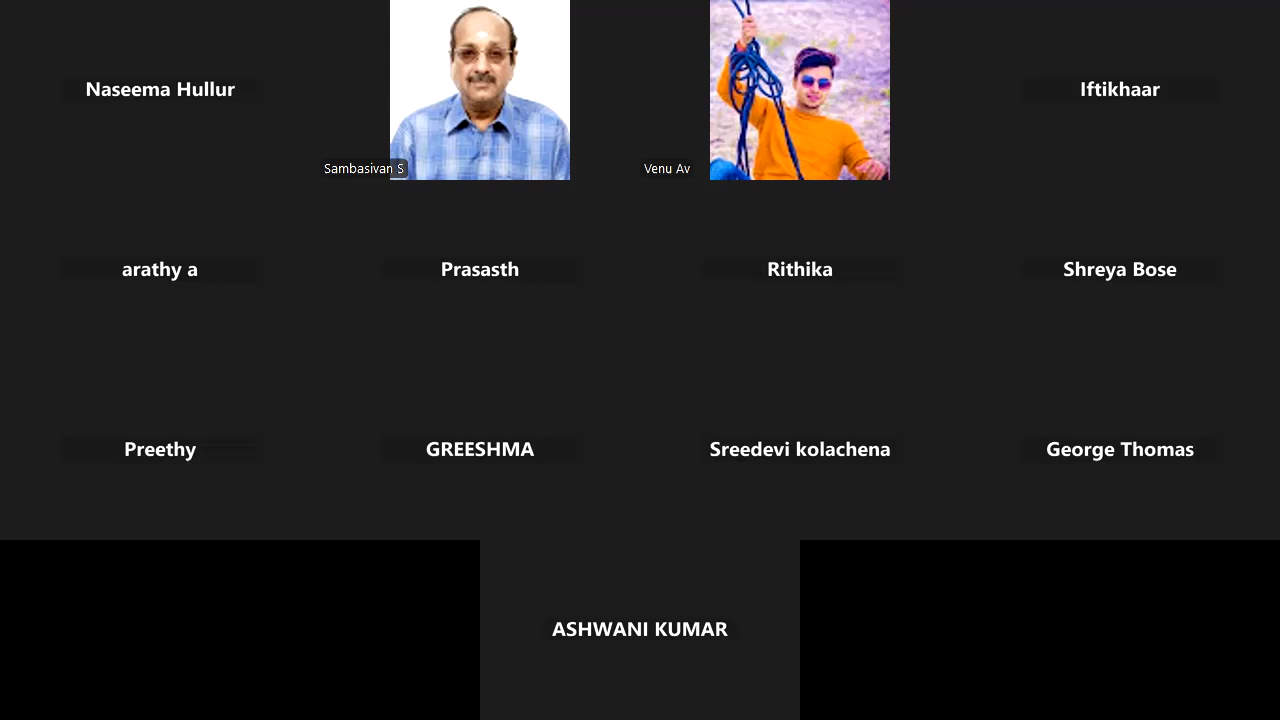 Naseema Hullur
Sambasivan S
Venu Av
Iftikhaar
arathy a
Prasasth
Rithika
Shreya Bose
Preethy
GREESHMA
Sreedevi kolachena
George Thomas
ASHWANI KUMAR